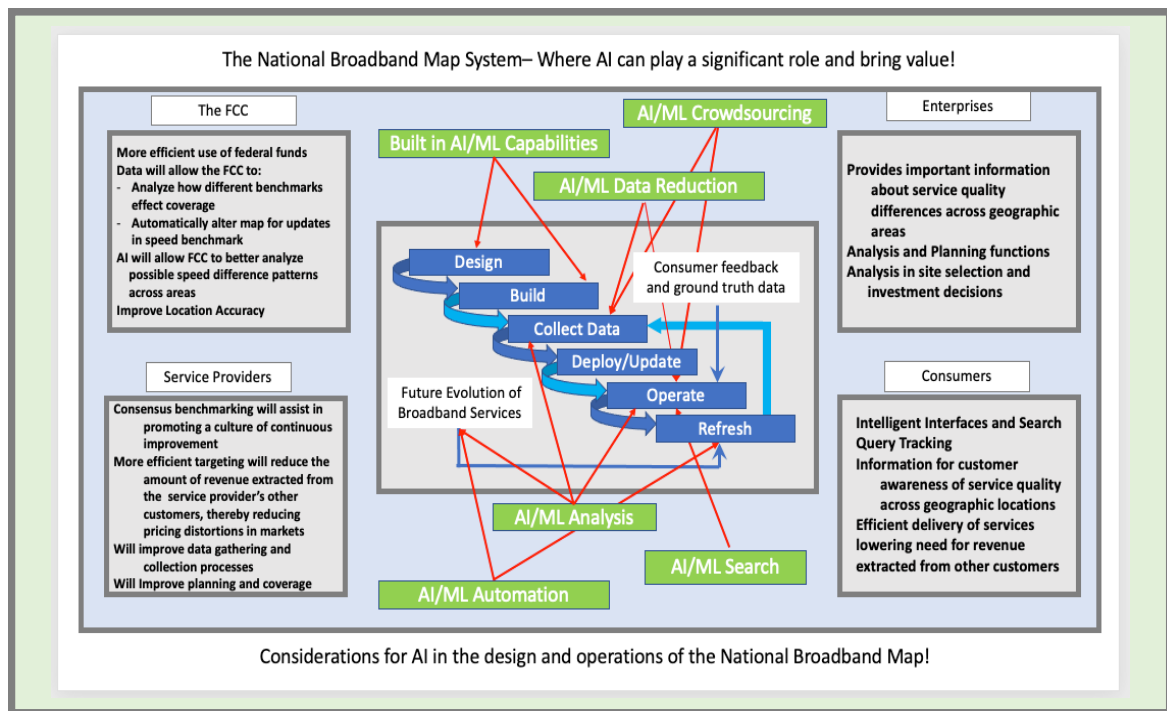 The National Broadband Map System– Where AI can play a significant role and bring value!
The FCC
More efficient use of federal funds
Data will allow the FCC to:
- Analyze how different benchmarks
effect coverage
- Automatically alter map for updates
in speed benchmark
AI will allow FCC to better analyze
possible speed difference patterns
across areas
Improve Location Accuracy
Service Providers
Consensus benchmarking will assist in
promoting a culture of continuous
improvement
More efficient targeting will reduce the
amount of revenue extracted from
the service provider's other
customers, thereby reducing
pricing distortions in markets
Will improve data gathering and
collection processes
Will Improve planning and coverage
AI/ML Crowdsourcing
Built in AI/ML Capabilities
AI/ML Data Reduction
Design
Build
Collect Data
Deploy/Update
Operate
Refresh
Consumer feedback
and ground truth data
Future Evolution of
Broadband Services
AI/ML Analysis
AI/ML Search
AI/ML Automation
Enterprises
Provides important information
about service quality
differences across geographic
areas
Analysis and Planning functions
Analysis in site selection and
investment decisions
Consumers
Intelligent Interfaces and Search
Query Tracking
Information for customer
awareness of service quality
across geographic locations
Efficient delivery of services
lowering need for revenue
extracted from other customers
Considerations for AI in the design and operations of the National Broadband Map!